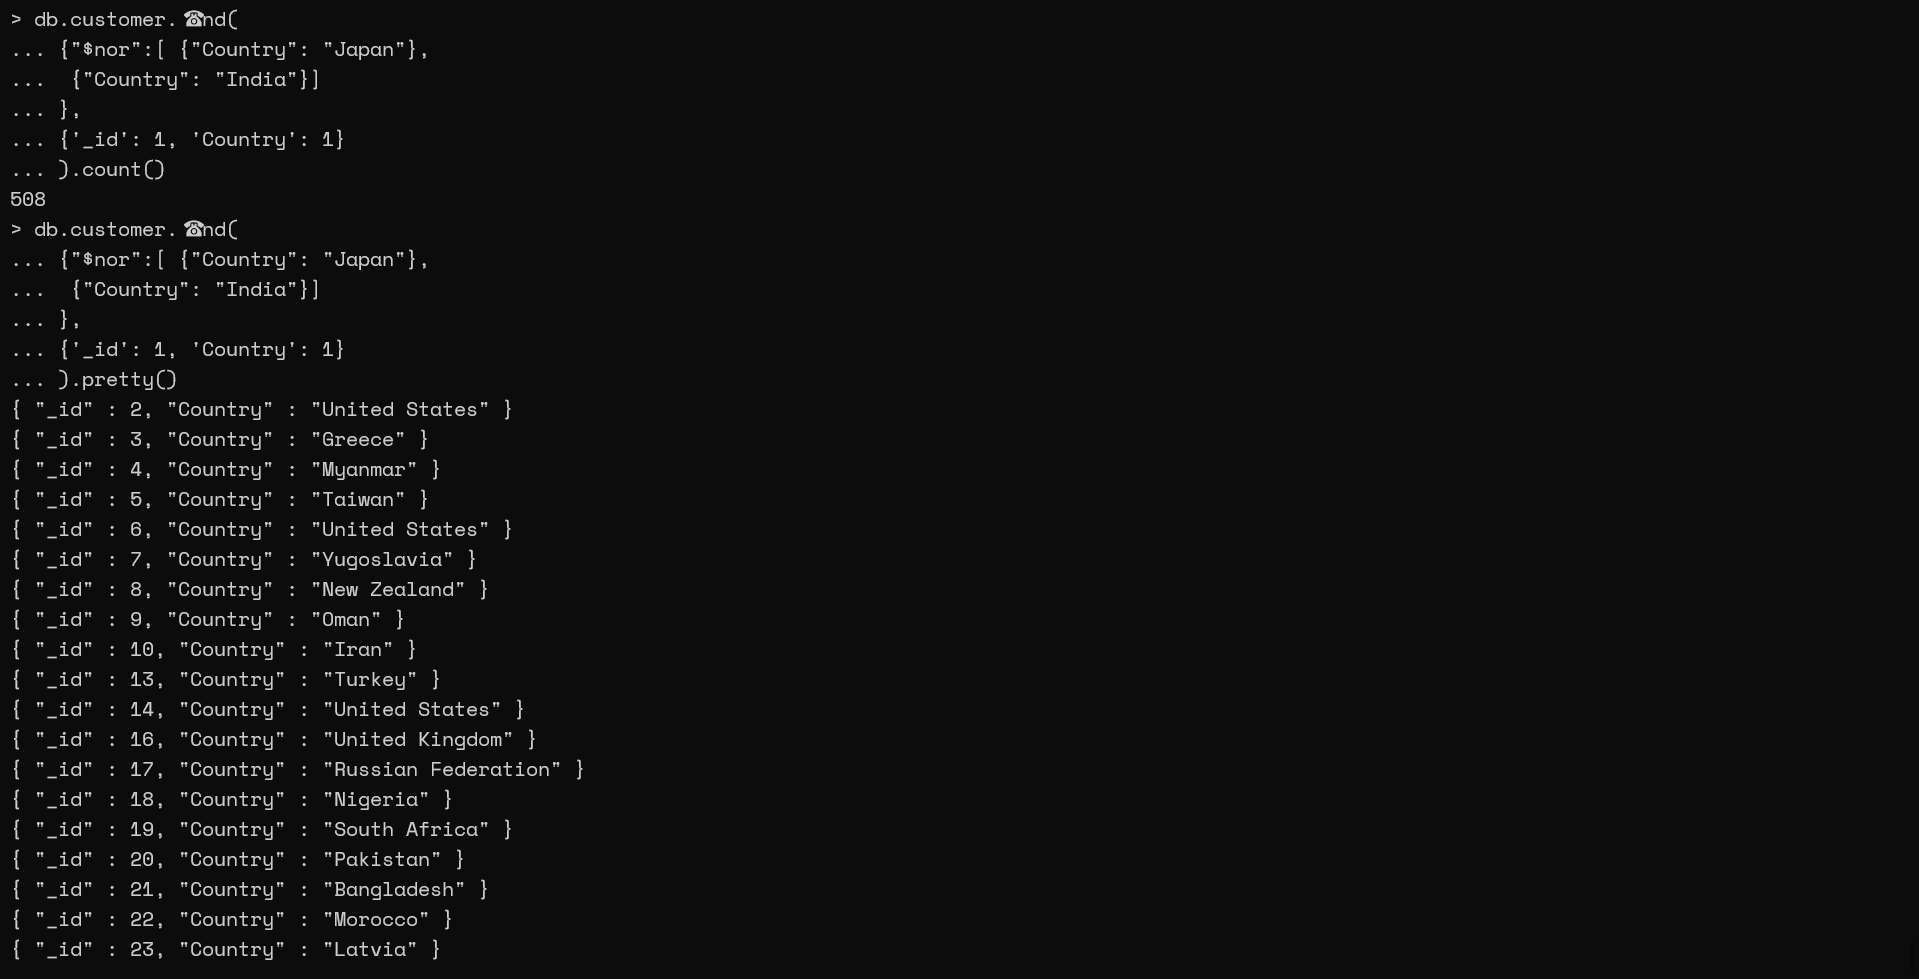 > db.customer. ☎nd(
... {"$nor":[ {"Country": "Japan"},
...  {"Country": "India"}]
... },
... {'_id': 1, 'Country': 1}
... ).count()
508
> db.customer. ☎nd(
... {"$nor":[ {"Country": "Japan"},
...  {"Country": "India"}]
... },
... {'_id': 1, 'Country': 1}
... ).pretty()
{ "_id" : 2, "Country" : "United States" }
{ "_id" : 3, "Country" : "Greece" }
{ "_id" : 4, "Country" : "Myanmar" }
{ "_id" : 5, "Country" : "Taiwan" }
{ "_id" : 6, "Country" : "United States" }
{ "_id" : 7, "Country" : "Yugoslavia" }
{ "_id" : 8, "Country" : "New Zealand" }
{ "_id" : 9, "Country" : "Oman" }
{ "_id" : 10, "Country" : "Iran" }
{ "_id" : 13, "Country" : "Turkey" }
{ "_id" : 14, "Country" : "United States" }
{ "_id" : 16, "Country" : "United Kingdom" }
{ "_id" : 17, "Country" : "Russian Federation" }
{ "_id" : 18, "Country" : "Nigeria" }
{ "_id" : 19, "Country" : "South Africa" }
{ "_id" : 20, "Country" : "Pakistan" }
{ "_id" : 21, "Country" : "Bangladesh" }
{ "_id" : 22, "Country" : "Morocco" }
{ "_id" : 23, "Country" : "Latvia" }